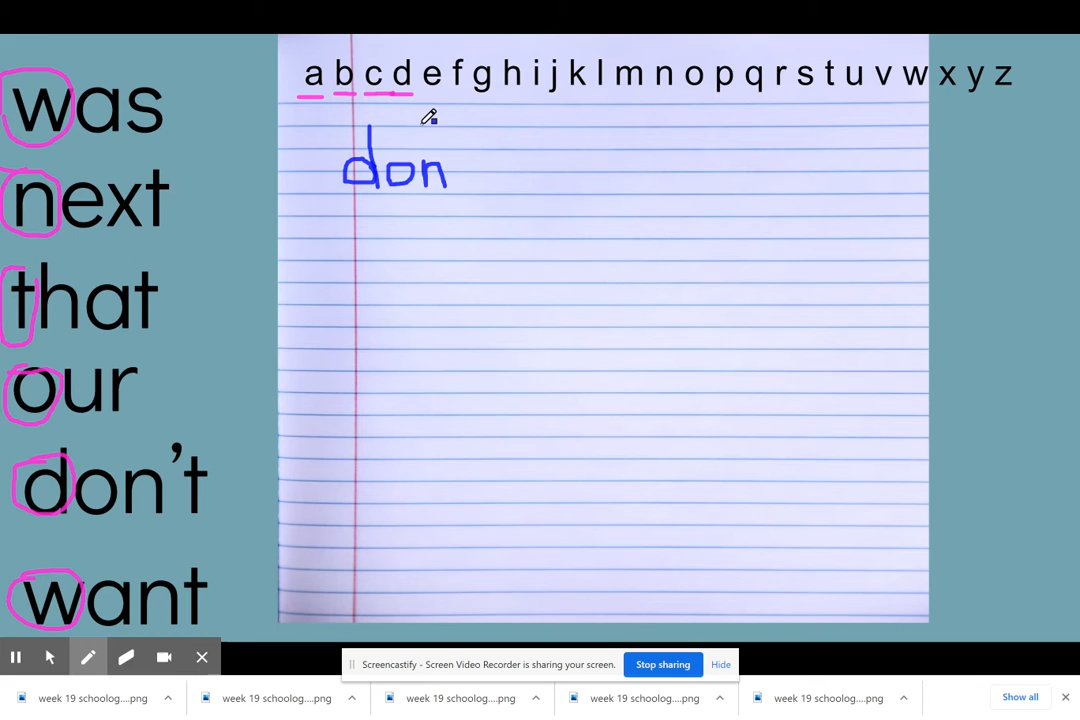 was
next
that
our
don't
want
a b c d e f g h i j k l m n o p q r s t u v w x y z
don
Screencastify - Screen Video Recorder is sharing your screen.
Stop sharing
Hide
week 19 schoolog....png
week 19 schoolog....png
week 19 schoolog....png
week 19 schoolog....png
week 19 schoolog....png
Show all